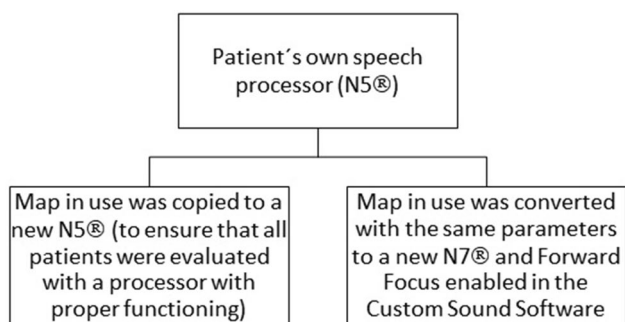 Patient´s own speech
processor (N5®)
Map in use was copied to a
new N5® (to ensure that all
patients were evaluated
with a processor with
proper functioning)
Map in use was converted
with the same parameters
to a new N7® and Forward
Focus enabled in the
Custom Sound Software